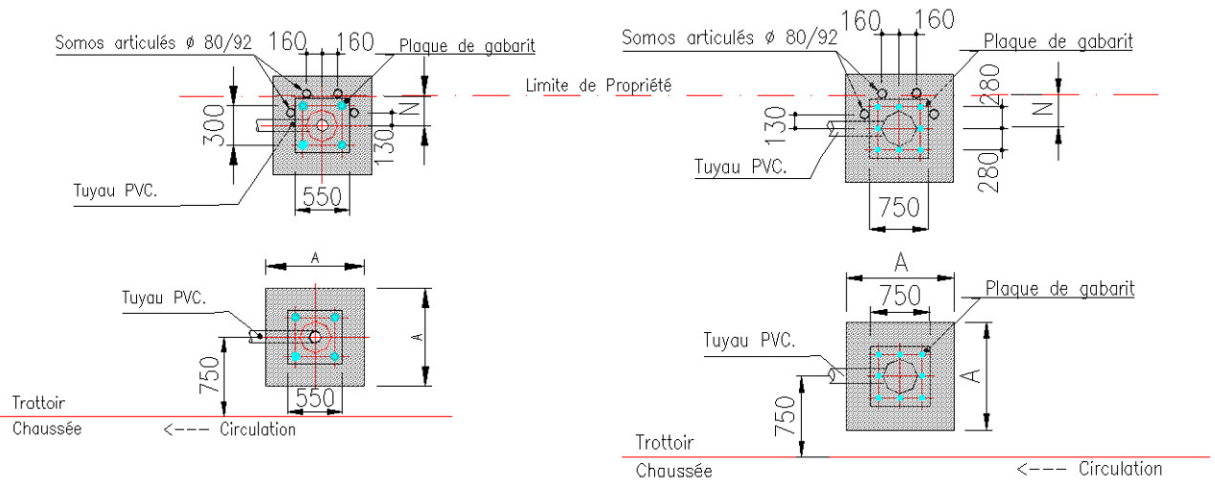 Somos articulés ø 80/92
160
160
Plaque de gabarit
Limite de Propriété
300
N
130
Tuyau PVC.
550
Somos articulés ø 80/92
160
160
Plaque de gabarit
130
280
N
280
Tuyau PVC.
750
A
Tuyau PVC.
A
750
550
Trottoir
Chaussée
<--- Circulation
A
750
Plaque de gabarit
Tuyau PVC.
A
750
Trottoir
Chaussée
<--- Circulation